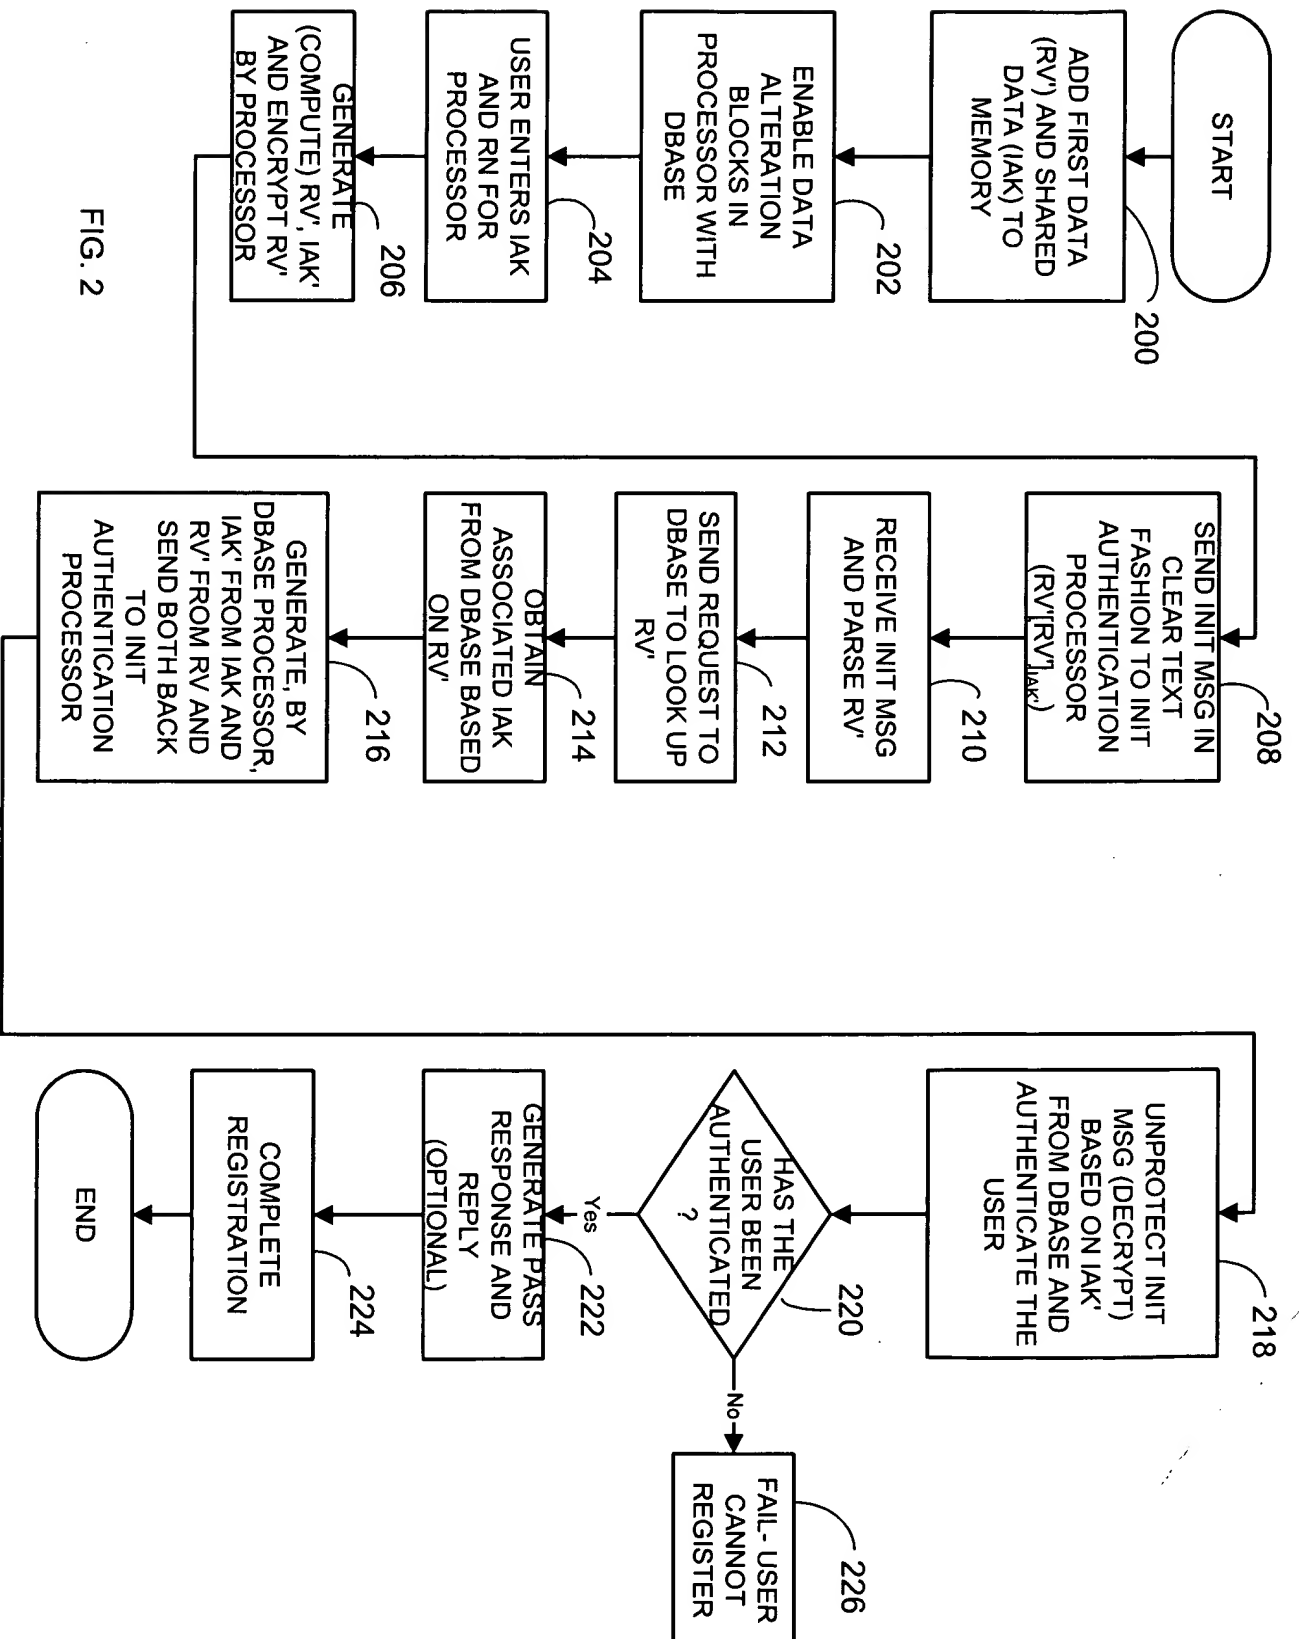 START
ADD FIRST DATA
(RV') AND SHARED
DATA (IAK) TO
MEMORY
200
ENABLE DATA
ALTERATION
BLOCKS IN
PROCESSOR WITH
DBASE
202
USER ENTERS IAK
AND RN FOR
PROCESSOR
204
GENERATE
(COMPUTE) RV', IAK'
AND ENCRYPT RV'
BY PROCESSOR
206
SEND INIT MSG IN
CLEAR TEXT
FASHION TO INIT
AUTHENTICATION
PROCESSOR
(RV'[RV']IAK')
208
RECEIVE INIT MSG
AND PARSE RV'
210
SEND REQUEST TO
DBASE TO LOOK UP
RV'
212
OBTAIN
ASSOCIATED IAK
FROM DBASE BASED
ON RV'
214
GENERATE, BY
DBASE PROCESSOR,
IAK' FROM IAK AND
RV' FROM RV AND
SEND BOTH BACK
TO INIT
AUTHENTICATION
PROCESSOR
216
UNPROTECT INIT
MSG (DECRYPT)
BASED ON IAK'
FROM DBASE AND
AUTHENTICATE THE
USER
218
HAS THE
USER BEEN
AUTHENTICATED
?
220
Yes
No
GENERATE PASS
RESPONSE AND
REPLY
(OPTIONAL)
222
COMPLETE
REGISTRATION
224
END
FAIL- USER
CANNOT
REGISTER
226
FIG. 2